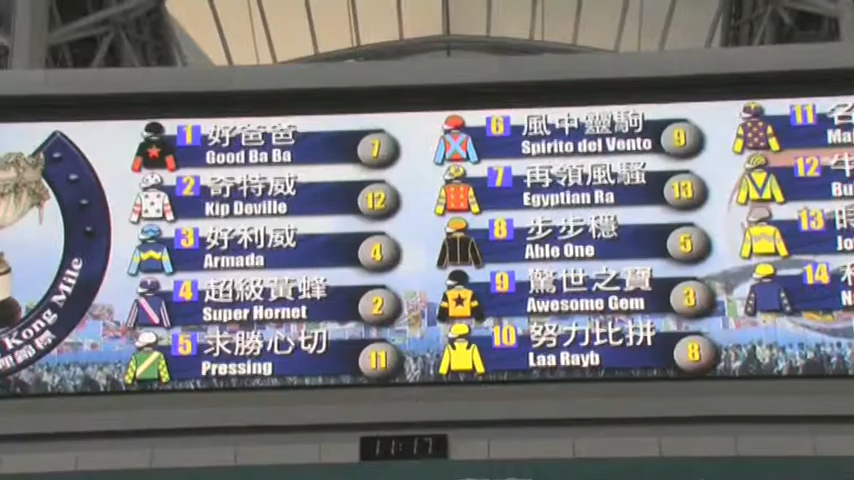 Kong Mile
1 好爸爸 7
Good Ba Ba
2 奇特威 12
Kip Deville
3 好利威 4
Armada
4 超級黃蜂 2
Super Hornet
5 求勝心切 11
Pressing
6 風中靈駒 9
Spirito del Vento
7 再領風騷 13
Egyptian Ra
8 步步穩 5
Able One
9 驚世之寶 3
Awesome Gem
10 努力比拼 8
Laa Rayb
11
12
13
14
11:17